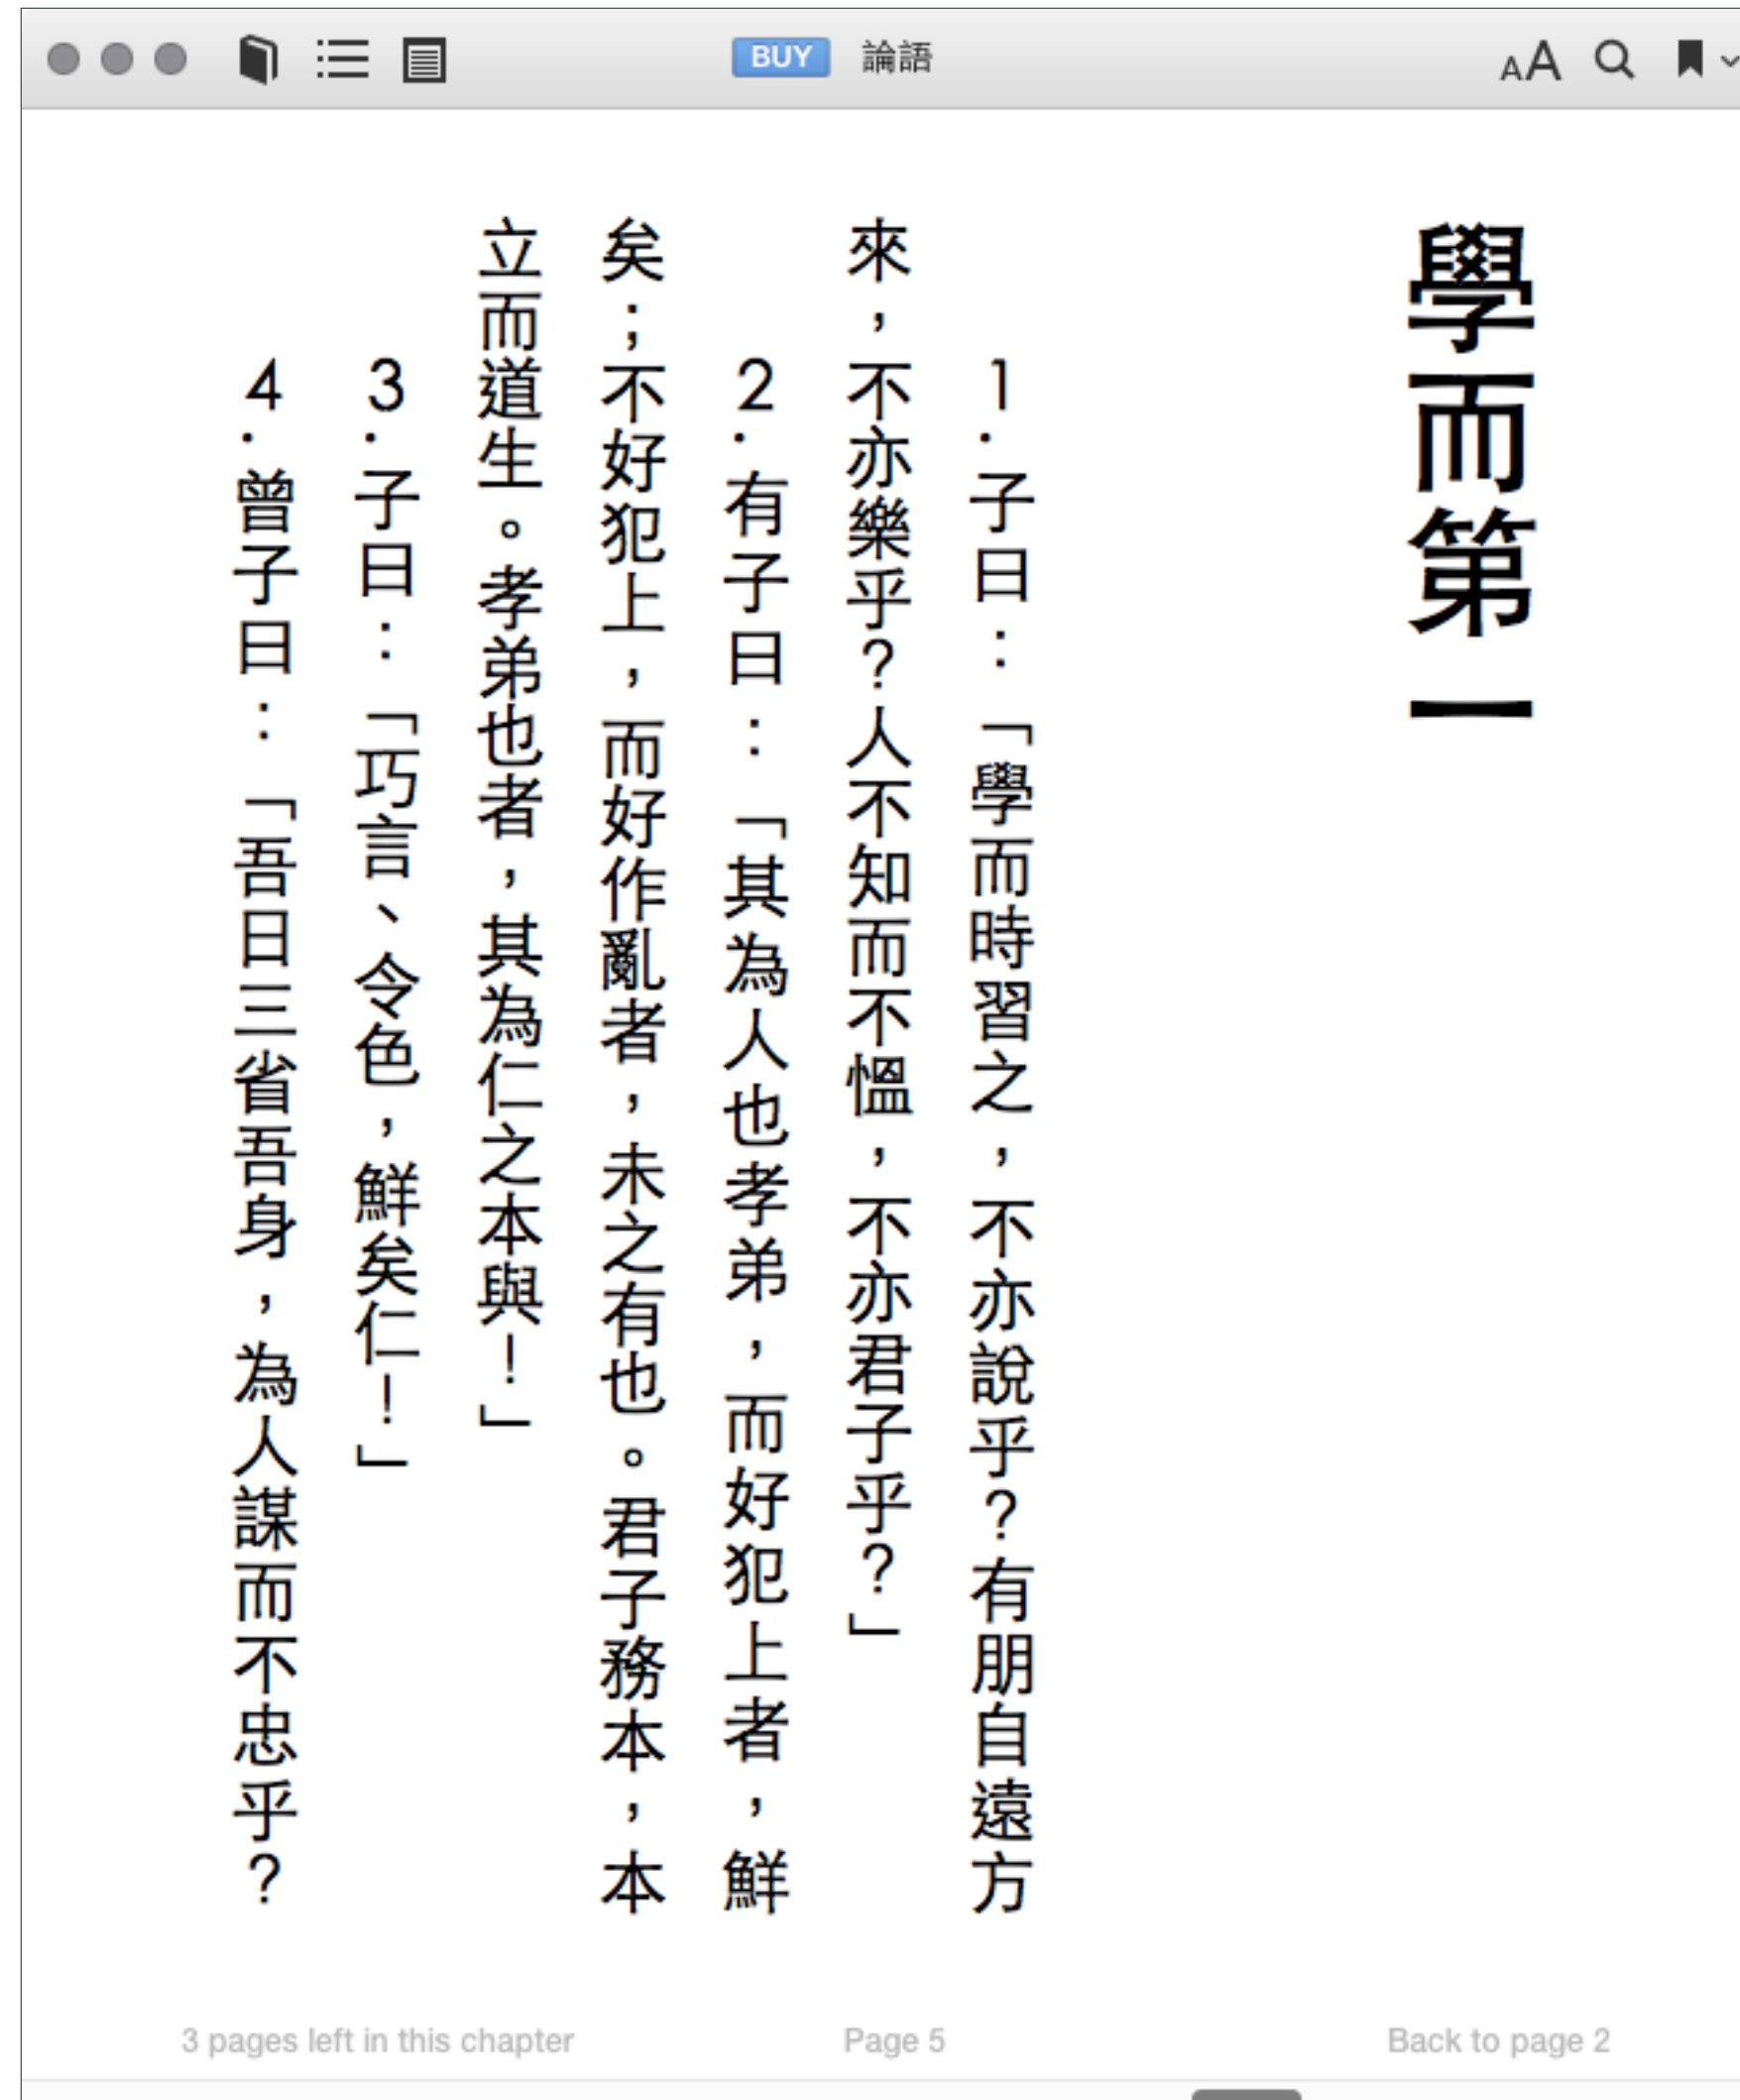 BUY 論語 AA
學而第一
1.子曰：「學而時習之，不亦說乎？有朋自遠方
來，不亦樂乎？人不知而不慍，不亦君子乎？」
2.有子曰：「其為人也孝弟，而好犯上者，鮮
矣；不好犯上，而好作亂者，未之有也。君子務本，本
立而道生。孝弟也者，其為仁之本與！」
3.子曰：「巧言、令色，鮮矣仁！」
4.曾子曰：「吾日三省吾身，為人謀而不忠乎？
3 pages left in this chapter
Page 5
Back to page 2